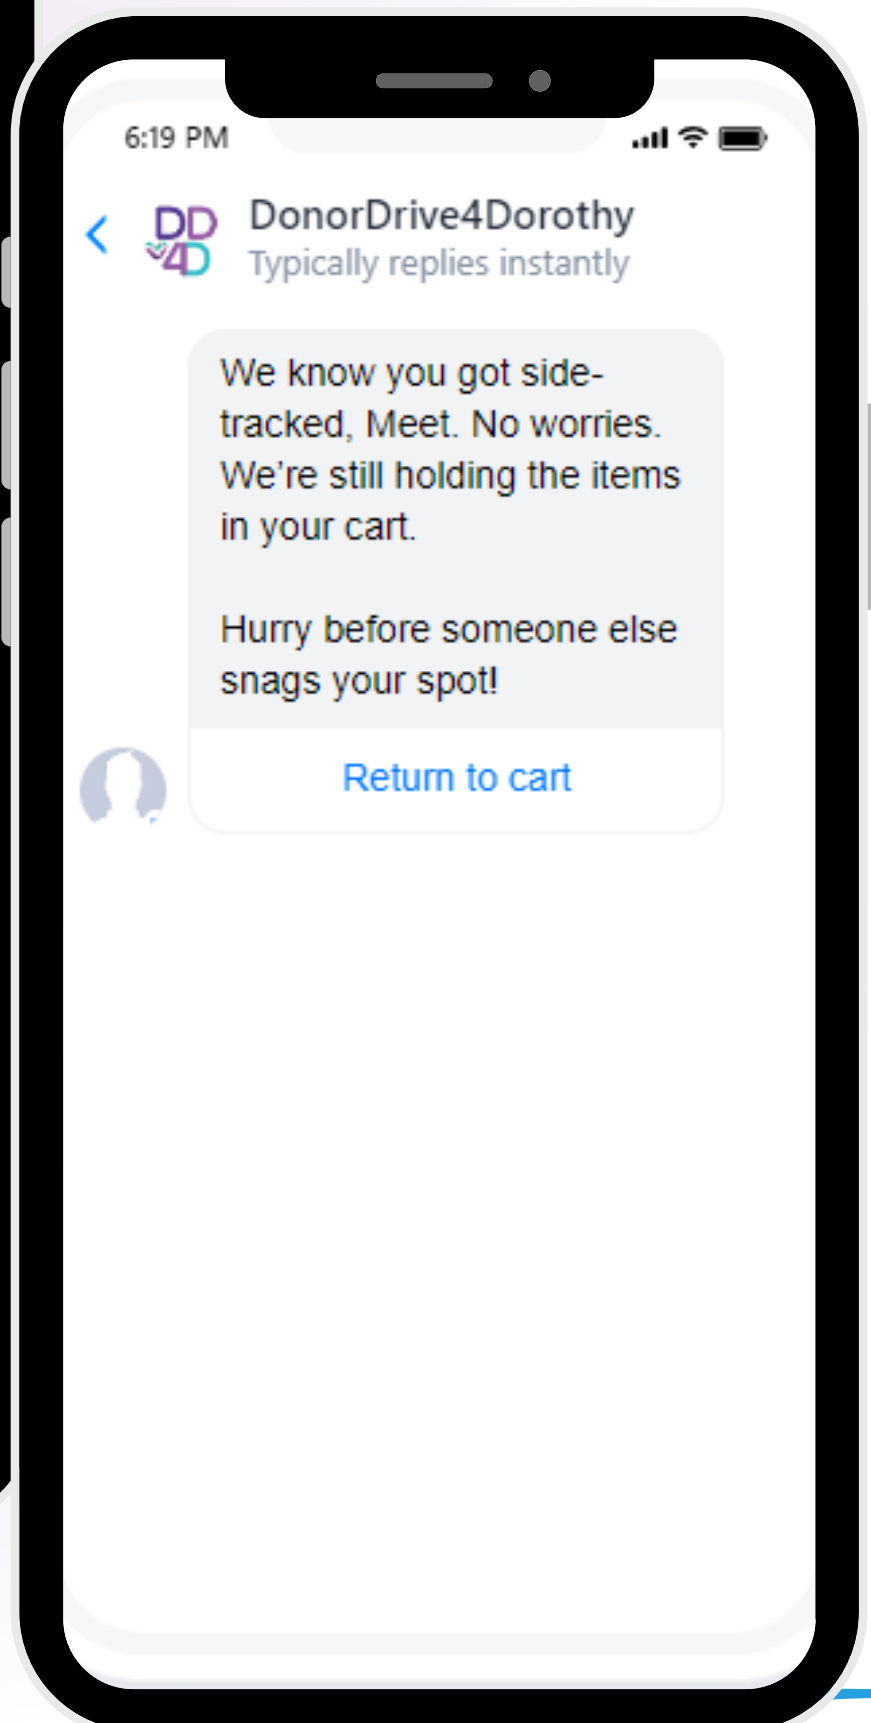 6:19 PM
DD
4D
DonorDrive4Dorothy
Typically replies instantly
We know you got side-
tracked, Meet. No worries.
We’re still holding the items
in your cart.
Hurry before someone else
snags your spot!
Return to cart